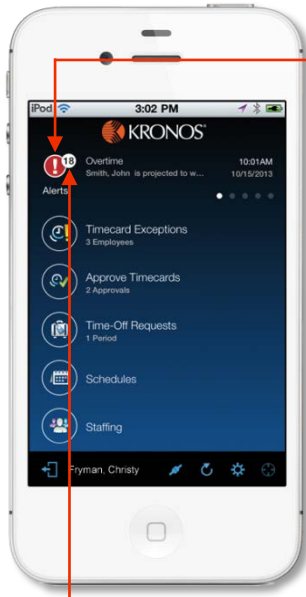 iPod 3:02 PM
KRONOS®
18
Overtime 10:01AM
Smith, John is projected to w... 10/15/2013
Alerts
Timecard Exceptions
3 Employees
Approve Timecards
2 Approvals
Time-Off Requests
1 Period
Schedules
Staffing
Fryman, Christy